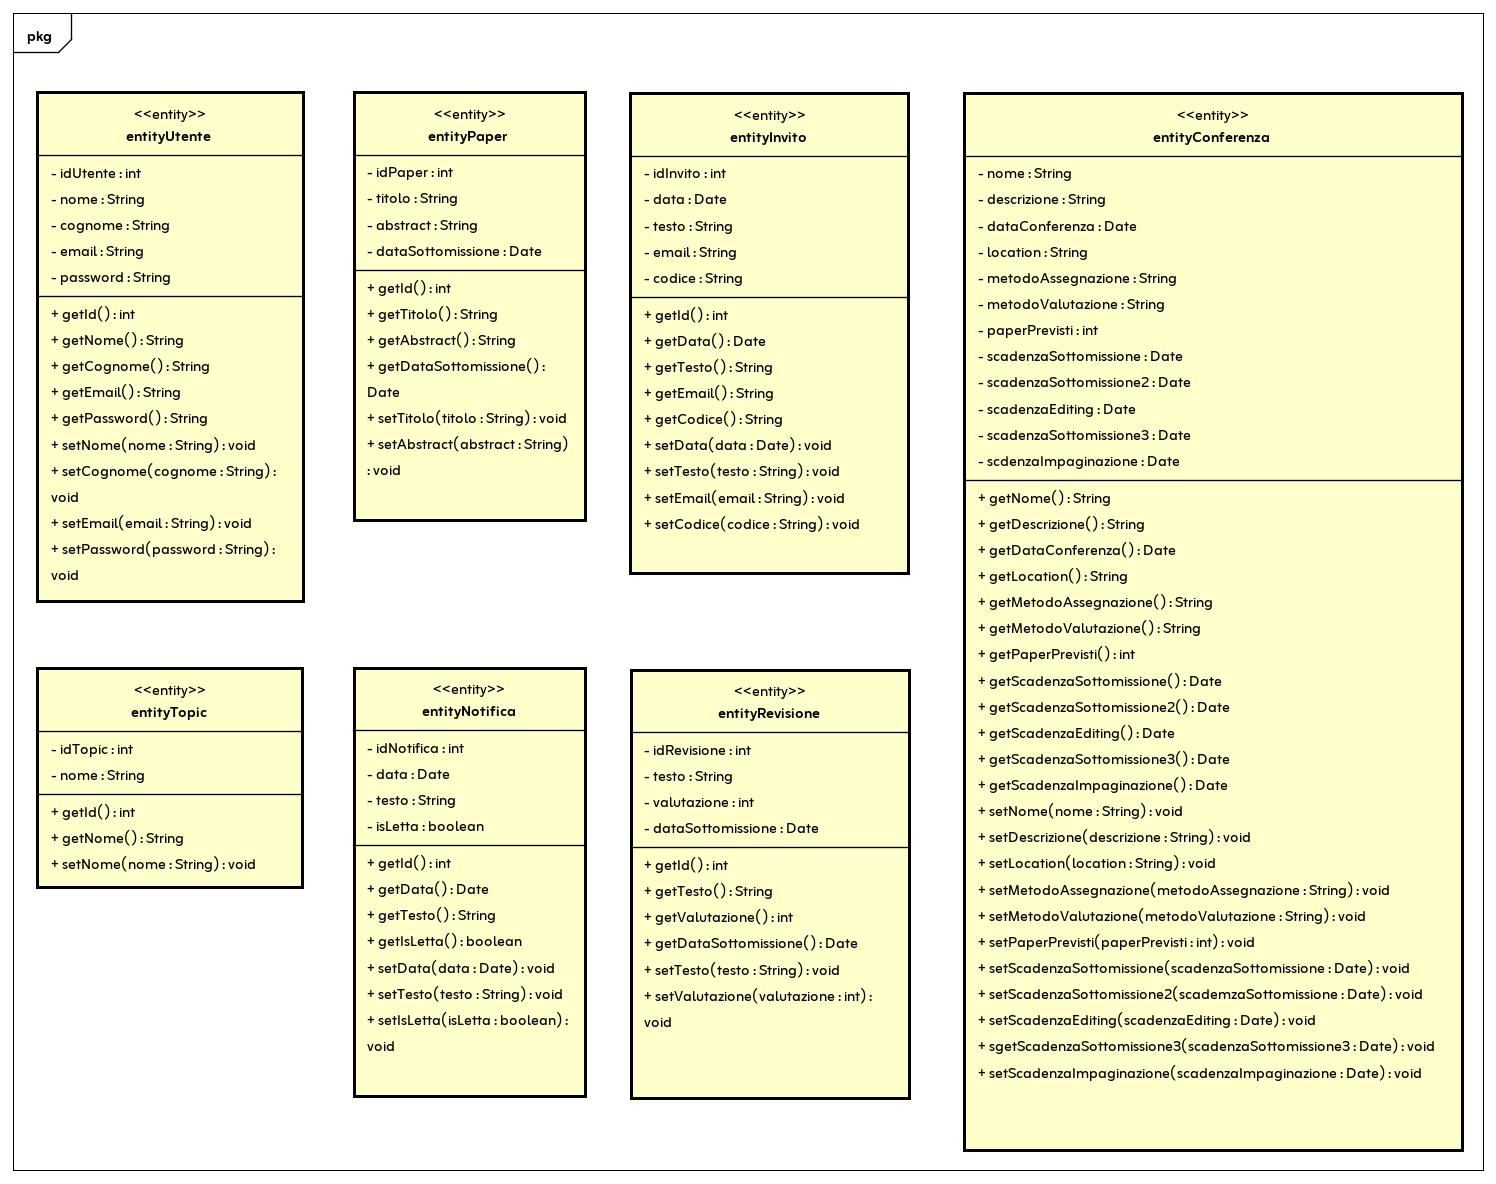 pkg
<<entity>>
entityUtente
- idUtente : int
- nome : String
- cognome : String
- email : String
- password : String
+ getId() : int
+ getNome() : String
+ getCognome() : String
+ getEmail() : String
+ getPassword() : String
+ setNome(nome : String) : void
+ setCognome(cognome : String) :
void
+ setEmail(email : String) : void
+ setPassword(password : String) :
void
<<entity>>
entityPaper
- idPaper : int
- titolo : String
- abstract : String
- dataSottomissione : Date
+ getId() : int
+ getTitolo() : String
+ getAbstract() : String
+ getDataSottomissione() :
Date
+ setTitolo(titolo : String) : void
+ setAbstract(abstract : String)
: void
<<entity>>
entityInvito
- idInvito : int
- data : Date
- testo : String
- email : String
- codice : String
+ getId() : int
+ getData() : Date
+ getTesto() : String
+ getEmail() : String
+ getCodice() : String
+ setData(data : Date) : void
+ setTesto(testo : String) : void
+ setEmail(email : String) : void
+ setCodice(codice : String) : void
<<entity>>
entityConferenza
- nome : String
- descrizione : String
- dataConferenza : Date
- location : String
- metodoAssegnazione : String
- metodoValutazione : String
- paperPrevisti : int
- scadenzaSottomissione : Date
- scadenzaSottomissione2 : Date
- scadenzaEditing : Date
- scadenzaSottomissione3 : Date
- scdenzaImpaginazione : Date
+ getNome() : String
+ getDescrizione() : String
+ getDataConferenza() : Date
+ getLocation() : String
+ getMetodoAssegnazione() : String
+ getMetodoValutazione() : String
+ getPaperPrevisti() : int
+ getScadenzaSottomissione() : Date
+ getScadenzaSottomissione2() : Date
+ getScadenzaEditing() : Date
+ getScadenzaSottomissione3() : Date
+ getScadenzaImpaginazione() : Date
+ setNome(nome : String) : void
+ setDescrizione(descrizione : String) : void
+ setLocation(location : String) : void
+ setMetodoAssegnazione(metodoAssegnazione : String) : void
+ setMetodoValutazione(metodoValutazione : String) : void
+ setPaperPrevisti(paperPrevisti : int) : void
+ setScadenzaSottomissione(scadenzaSottomissione : Date) : void
+ setScadenzaSottomissione2(scademzaSottomissione : Date) : void
+ setScadenzaEditing(scadenzaEditing : Date) : void
+ sgetScadenzaSottomissione3(scadenzaSottomissione3 : Date) : void
+ setScadenzaImpaginazione(scadenzaImpaginazione : Date) : void
<<entity>>
entityTopic
- idTopic : int
- nome : String
+ getId() : int
+ getNome() : String
+ setNome(nome : String) : void
<<entity>>
entityNotifica
- idNotifica : int
- data : Date
- testo : String
- isLetta : boolean
+ getId() : int
+ getData() : Date
+ getTesto() : String
+ getIsLetta() : boolean
+ setData(data : Date) : void
+ setTesto(testo : String) : void
+ setIsLetta(isLetta : boolean) :
void
<<entity>>
entityRevisione
- idRevisione : int
- testo : String
- valutazione : int
- dataSottomissione : Date
+ getId() : int
+ getTesto() : String
+ getValutazione() : int
+ getDataSottomissione() : Date
+ setTesto(testo : String) : void
+ setValutazione(valutazione : int) :
void